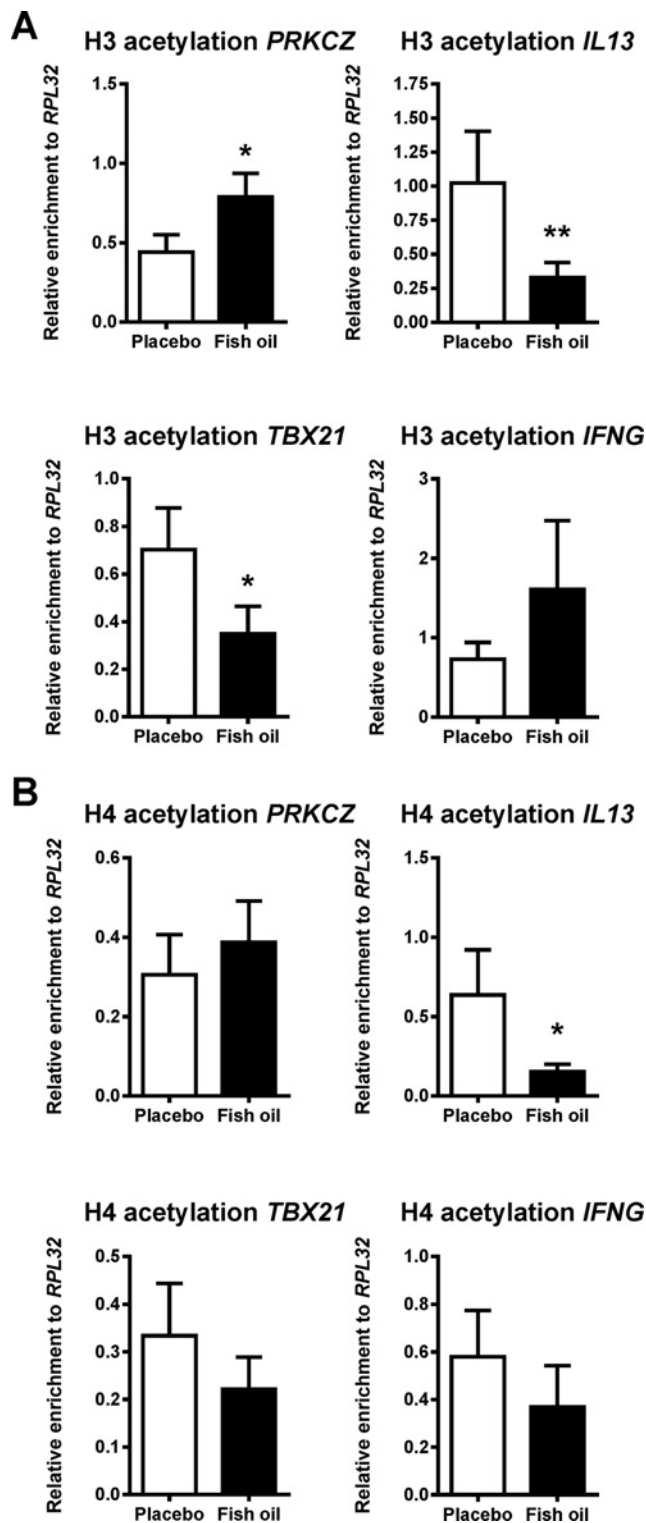 A
H3 acetylation PRKCZ
Relative enrichment to RPL32
1.5
1.0
0.5
0.0
*
Placebo Fish oil
H3 acetylation IL13
Relative enrichment to RPL32
1.75
1.50
1.25
1.00
0.75
0.50
0.25
0.00
**
Placebo Fish oil
H3 acetylation TBX21
Relative enrichment to RPL32
1.0
0.8
0.6
0.4
0.2
0.0
*
Placebo Fish oil
H3 acetylation IFNG
Relative enrichment to RPL32
3
2
1
0
Placebo Fish oil
B
H4 acetylation PRKCZ
Relative enrichment to RPL32
0.6
0.4
0.2
0.0
Placebo Fish oil
H4 acetylation IL13
Relative enrichment to RPL32
1.5
1.0
0.5
0.0
*
Placebo Fish oil
H4 acetylation TBX21
Relative enrichment to RPL32
0.5
0.4
0.3
0.2
0.1
0.0
Placebo Fish oil
H4 acetylation IFNG
Relative enrichment to RPL32
1.0
0.8
0.6
0.4
0.2
0.0
Placebo Fish oil